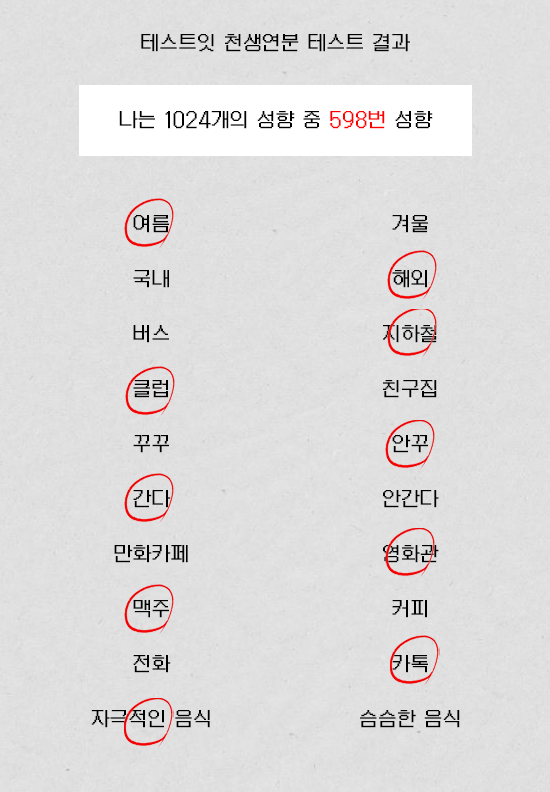 테스트잇 천생연분 테스트 결과
나는 1024개의 성향 중 598번 성향
여름 겨울
국내 해외
버스 지하철
클럽 친구집
꾸꾸 안꾸
간다 안간다
만화카페 영화관
맥주 커피
전화 카톡
자극적인 음식 슴슴한 음식